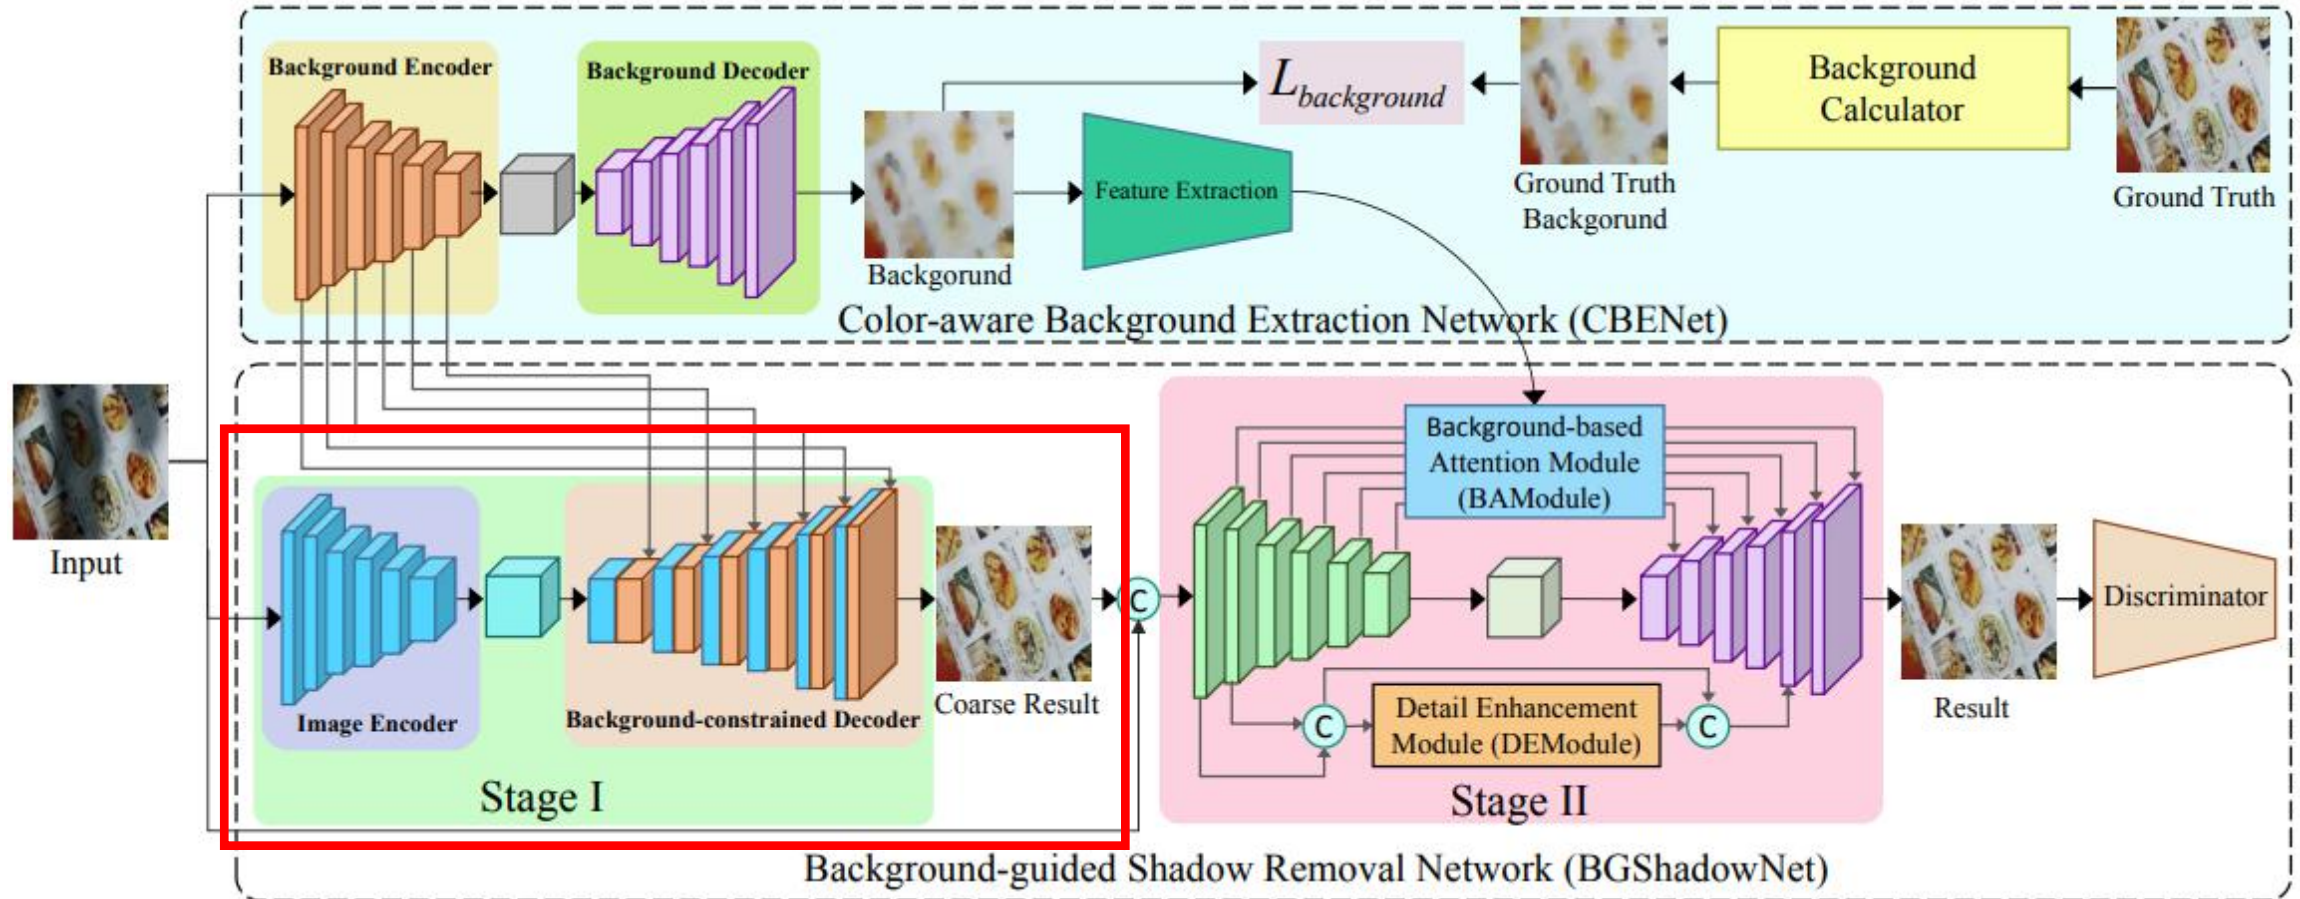 Background Encoder
Background Decoder
L background
Background
Calculator
Feature Extraction
Ground Truth
Backgorund
Ground Truth
Backgorund
Color-aware Background Extraction Network (CBENet)
Input
Background-based
Attention Module
(BAModule)
C
Discriminator
Coarse Result
Result
Image Encoder
Background-constrained Decoder
C
Detail Enhancement
Module (DEModule)
C
Stage I
Stage II
Background-guided Shadow Removal Network (BGShadowNet)